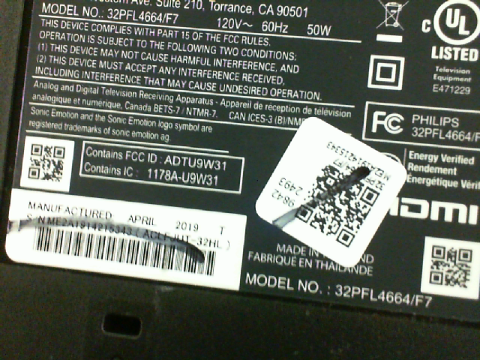 Western Ave. Suite 210, Torrance, CA 90501
MODEL NO.: 32PFL4664/F7 120V~ 60Hz 50W
THIS DEVICE COMPLIES WITH PART 15 OF THE FCC RULES.
OPERATION IS SUBJECT TO THE FOLLOWING TWO CONDITIONS:
(1) THIS DEVICE MAY NOT CAUSE HARMFUL INTERFERENCE, AND
(2) THIS DEVICE MUST ACCEPT ANY INTERFERENCE RECEIVED,
INCLUDING INTERFERENCE THAT MAY CAUSE UNDESIRED OPERATION.
Analog and Digital Television Receiving Apparatus - Appareil de réception de télévision
analogique et numérique, Canada BETS-7 / NTMR-7. CAN ICES-3 (B)/NMB
Sonic Emotion and the Sonic Emotion logo symbol are
registered trademarks of sonic emotion ag.
Contains FCC ID : ADTU9W31
Contains IC : 1178A-U9W31
MANUFACTURED APRIL 2019 T
C UL
LISTED
Television
Equipment
E471229
FC PHILIPS
32PFL4664/F
Energy Verified
Rendement
Énergétique Vérifi
HDMI
MADE IN
FABRIQUÉ EN THAÏLANDE
MODEL NO. : 32PFL4664/F7